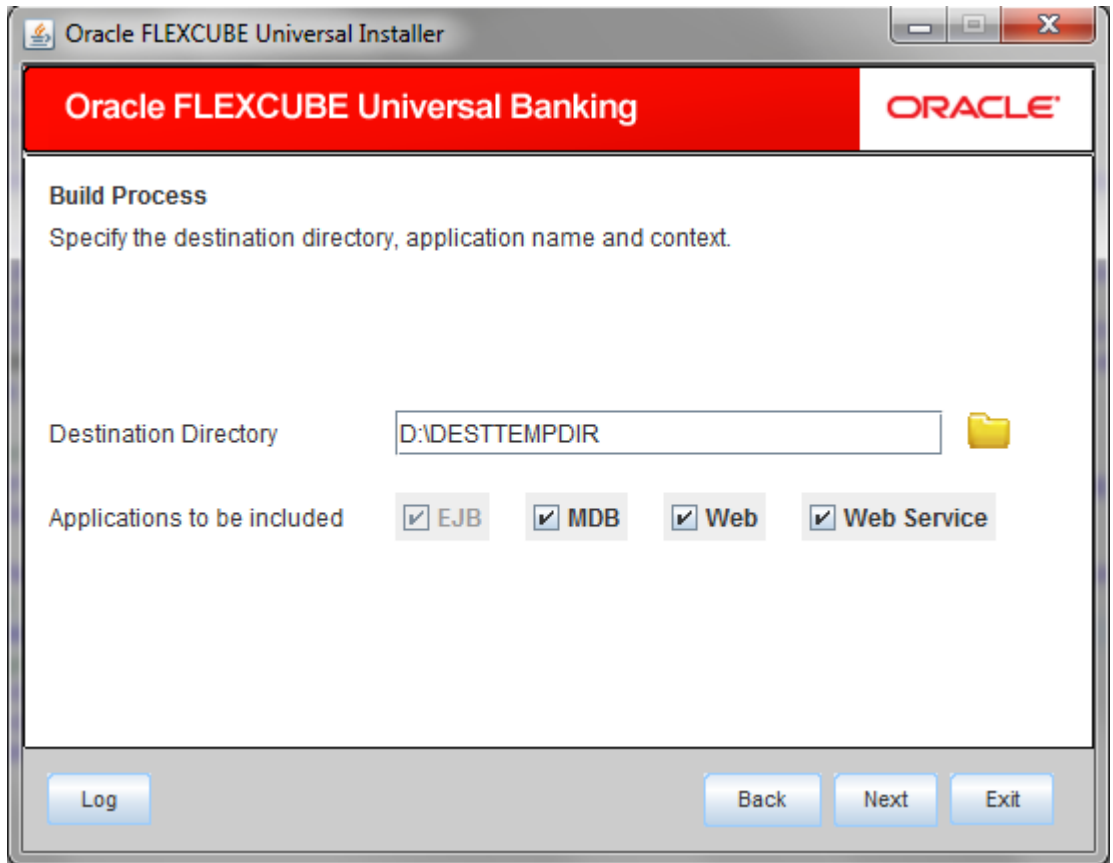 Oracle FLEXCUBE Universal Installer
Oracle FLEXCUBE Universal Banking
ORACLE
Build Process
Specify the destination directory, application name and context.
Destination Directory D:\DESTTEMPDIR
Applications to be included EJB MDB Web Web Service
Log Back Next Exit